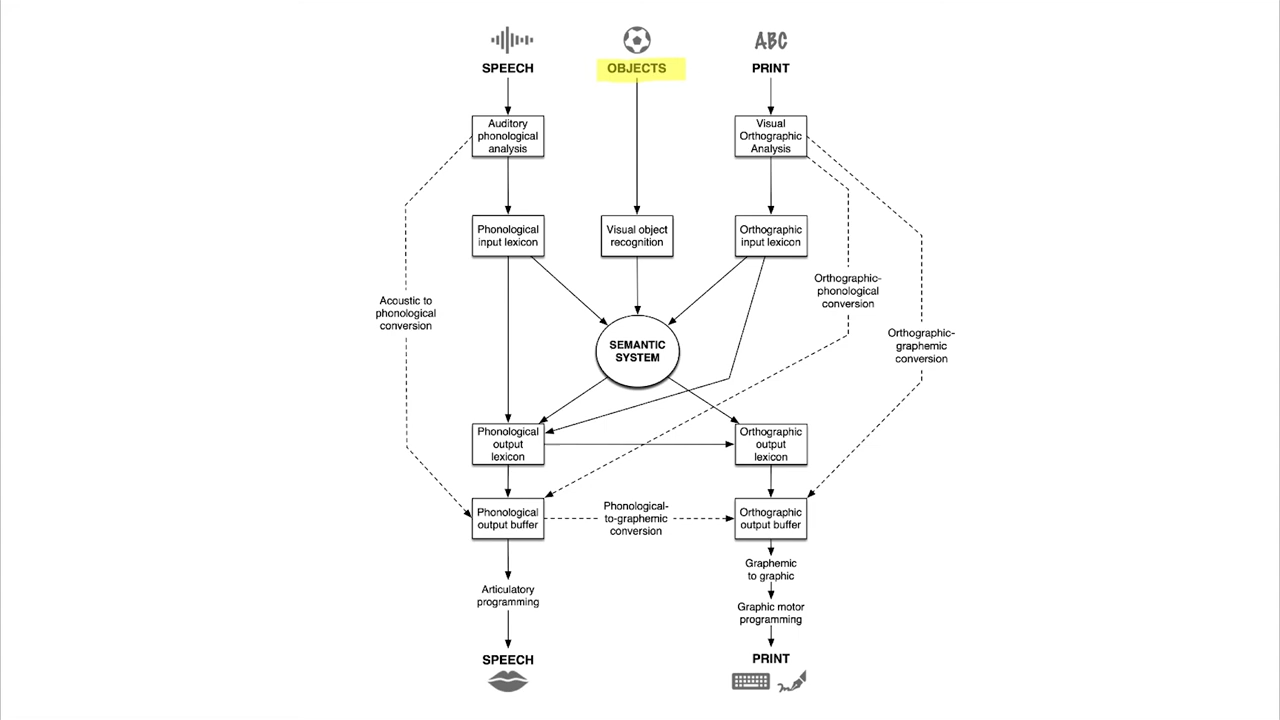 ABC
SPEECH
OBJECTS
PRINT
Auditory
phonological
analysis
Visual
Orthographic
Analysis
Phonological
input lexicon
Visual object
recognition
Orthographic
input lexicon
Acoustic to
phonological
conversion
Orthographic-
phonological
conversion
Orthographic-
graphemic
conversion
SEMANTIC
SYSTEM
Phonological
output
lexicon
Orthographic
output
lexicon
Phonological
output buffer
Phonological-
to-graphemic
conversion
Orthographic
output buffer
Articulatory
programming
Graphemic
to graphic
Graphic motor
programming
SPEECH
PRINT